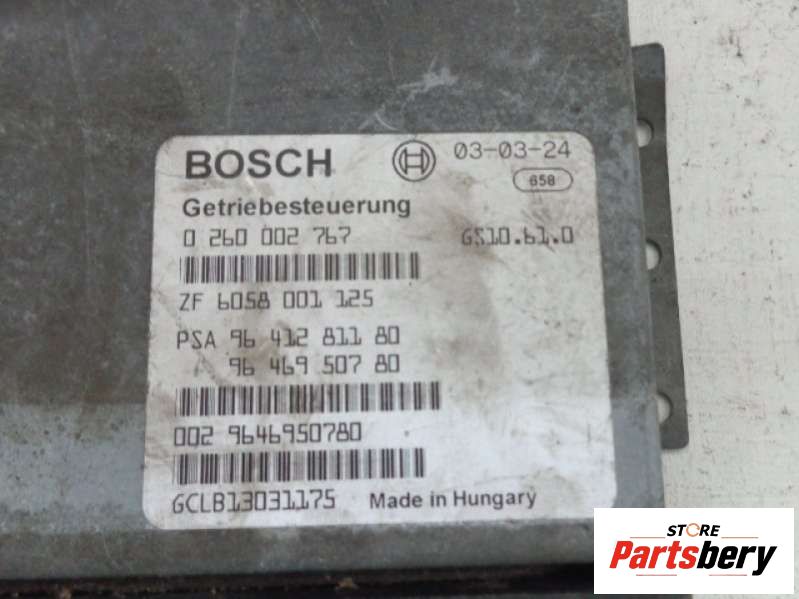 BOSCH 03-03-24
658
Getriebesteuerung
0 260 002 767 GS10.61.0
ZF 6058 001 125
PSA 96 412 811 80
96 469 507 80
002 9646950780
GCLB13031175 Made in Hungary
STORE
Partsbery